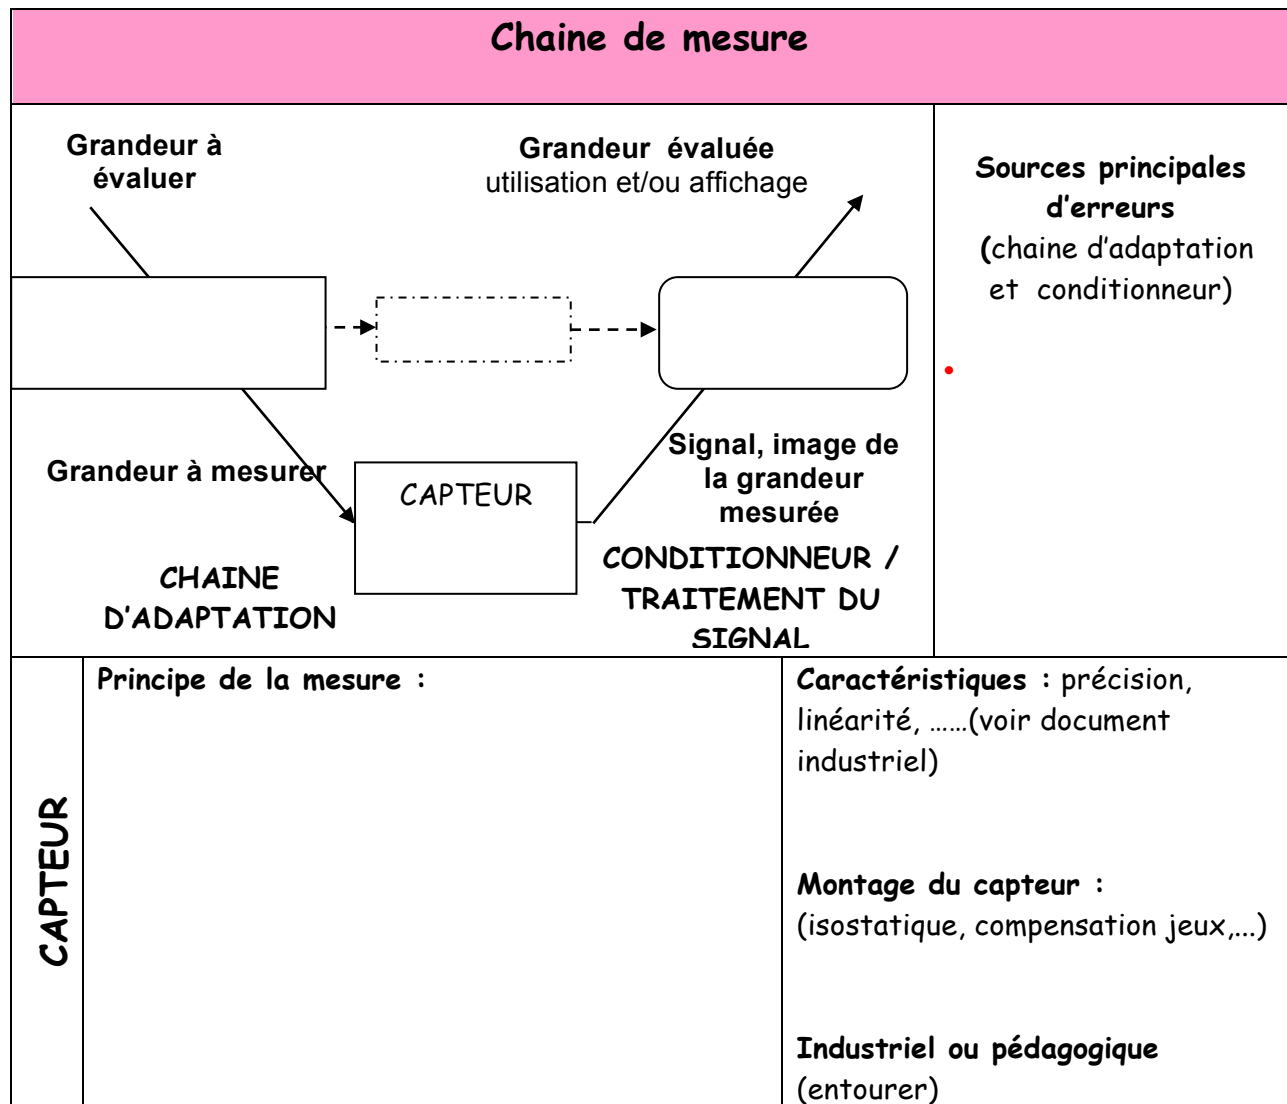 Chaine de mesure
Grandeur à
évaluer
Grandeur  évaluée
utilisation et/ou affichage
Sources principales
d'erreurs
(chaine d'adaptation
et  conditionneur)
Grandeur à mesurer
CAPTEUR
Signal, image de
la grandeur
mesurée
CHAINE
D'ADAPTATION
CONDITIONNEUR /
TRAITEMENT DU
SIGNAL
CAPTEUR
Principe de la mesure :
Caractéristiques : précision,
linéarité, ……(voir document
industriel)
Montage du capteur :
(isostatique, compensation jeux,...)
Industriel ou pédagogique
(entourer)